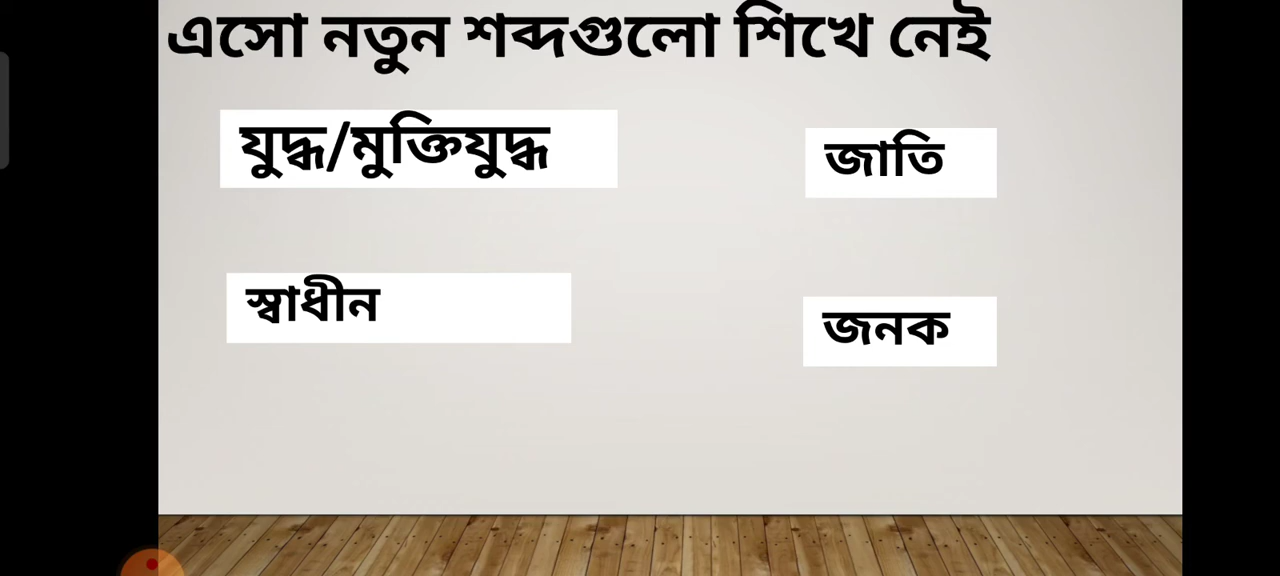 এসো নতুন শব্দগুলো শিখে নেই
যুদ্ধ/মুক্তিযুদ্ধ
জাতি
স্বাধীন
জনক